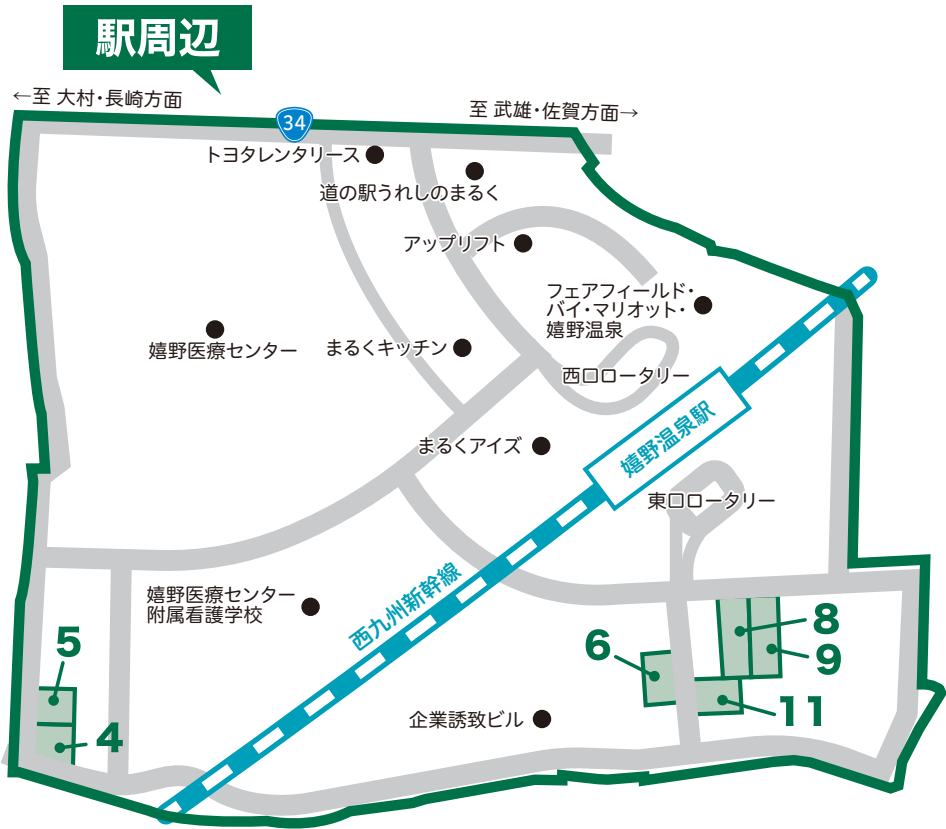 駅周辺
←至 大村・長崎方面
至 武雄・佐賀方面→
34
トヨタレンタリース
道の駅うれしのまるく
アップリフト
フェアフィールド・
バイ・マリオット・
嬉野温泉
嬉野医療センター
まるくキッチン
西口ロータリー
嬉野温泉駅
まるくアイズ
東口ロータリー
西九州新幹線
嬉野医療センター
附属看護学校
5
4
6
8
9
11
企業誘致ビル